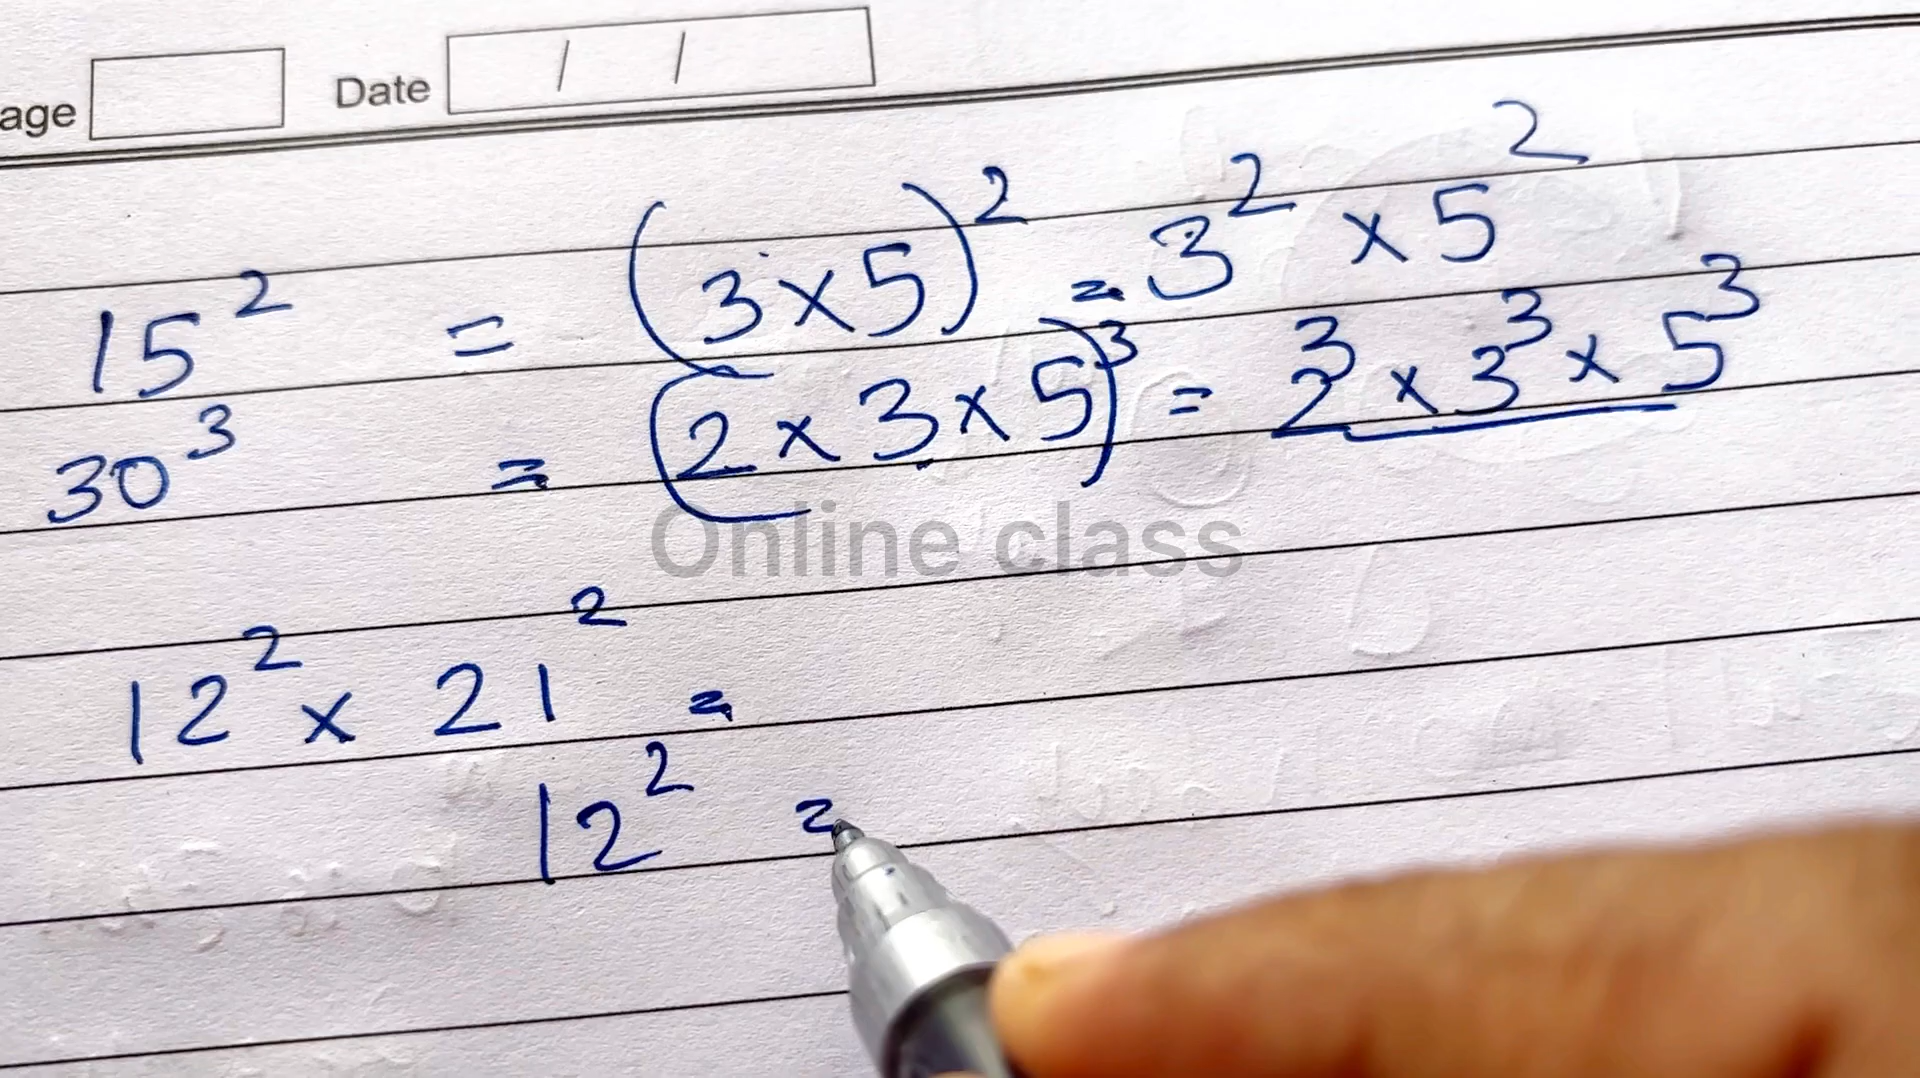 age Date / /
15² = (3×5)² = 3² × 5²
30³ = (2 × 3 × 5)³ = 2³ × 3³ × 5³
Online class
12² × 21² =
12² =